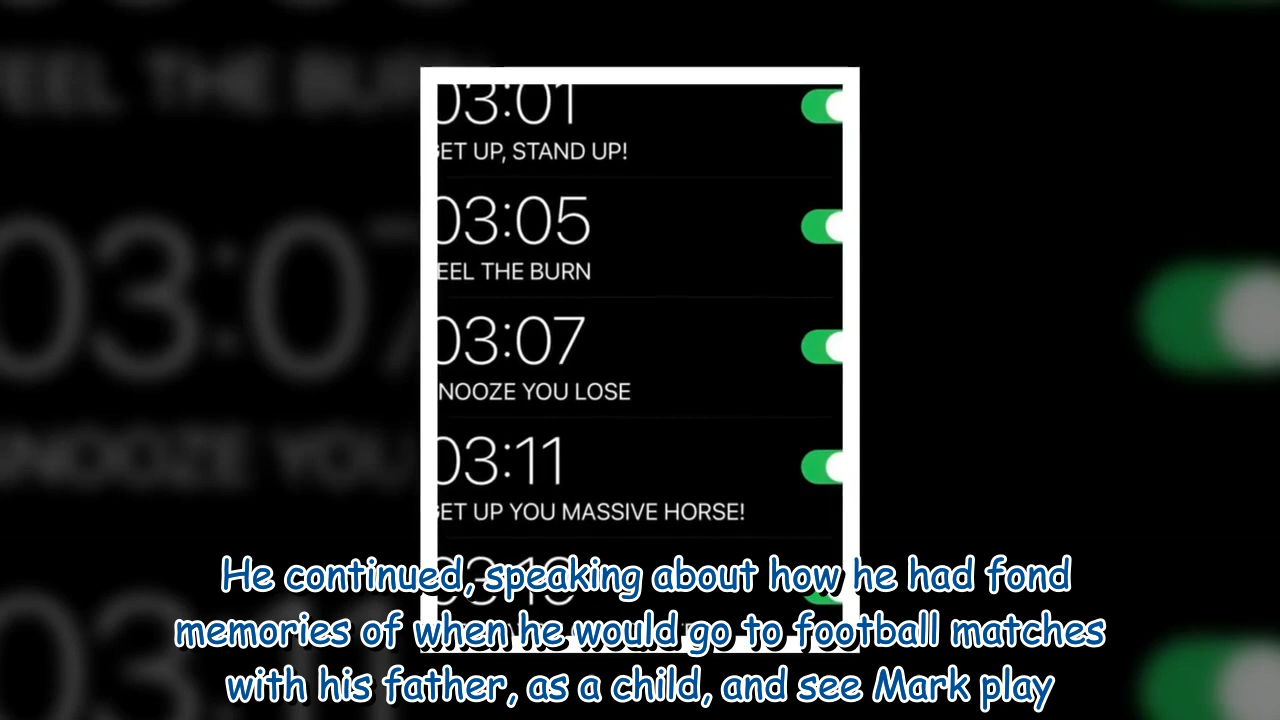 03:01
GET UP, STAND UP!
03:05
EEL THE BURN
03:07
NOOZE YOU LOSE
03:11
GET UP YOU MASSIVE HORSE!
He continued, speaking about how he had fond
memories of when he would go to football matches
with his father, as a child, and see Mark play